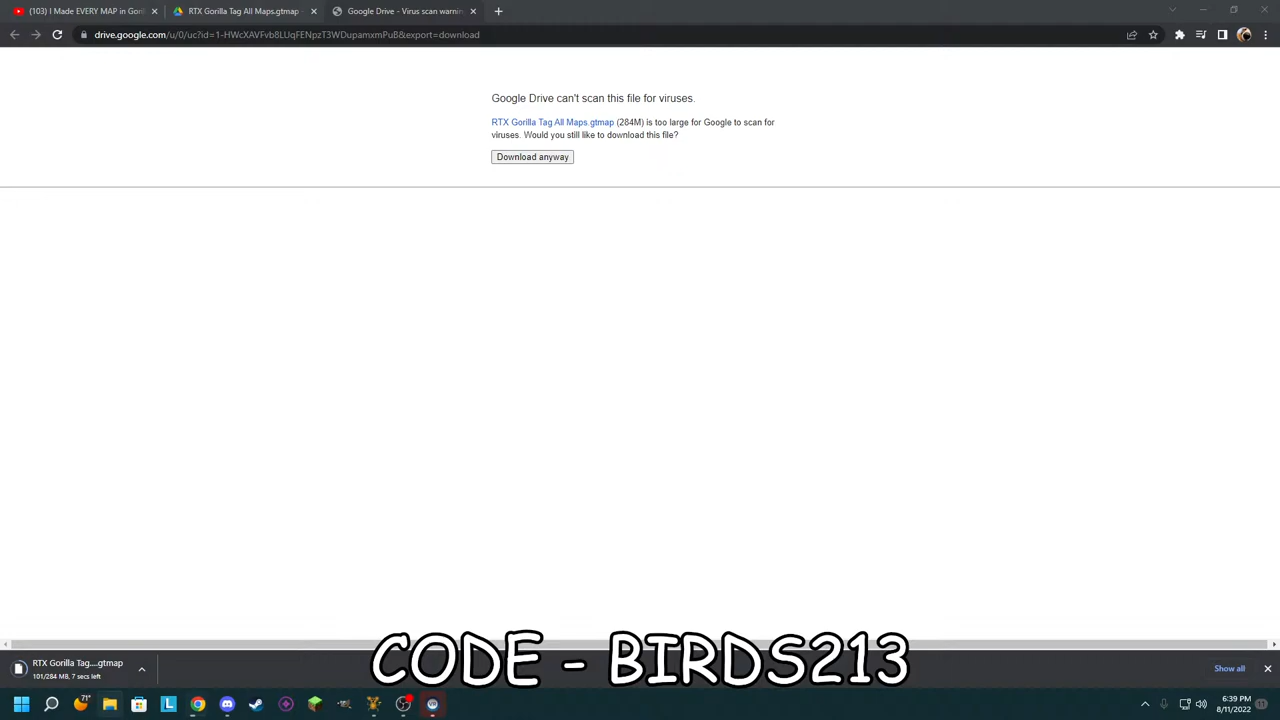 (103) I Made EVERY MAP in Gori
RTX Gorilla Tag All Maps.gtmap
Google Drive - Virus scan warnin
drive.google.com/u/0/uc?id=1-HWcXAVFvb8LUqFENpzT3WDupamxmPuB&export=download
Google Drive can't scan this file for viruses.
RTX Gorilla Tag All Maps.gtmap (284M) is too large for Google to scan for
viruses. Would you still like to download this file?
Download anyway
CODE - BIRDS213
RTX Gorilla Tag....gtmap
101/284 MB, 7 secs left
Show all
71°
L
6:39 PM
8/11/2022